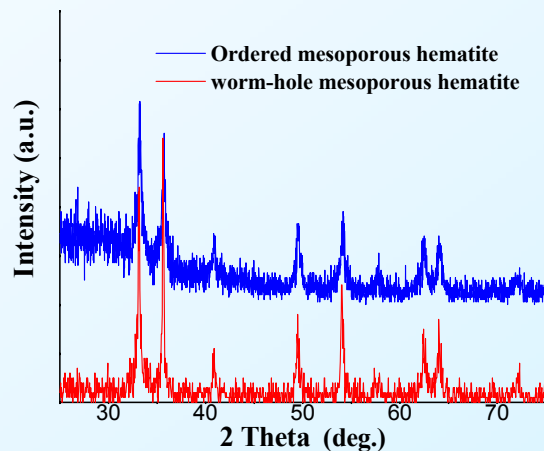 Ordered mesoporous hematite
worm-hole mesoporous hematite
Intensity (a.u.)
30 40 50 60 70
2 Theta (deg.)